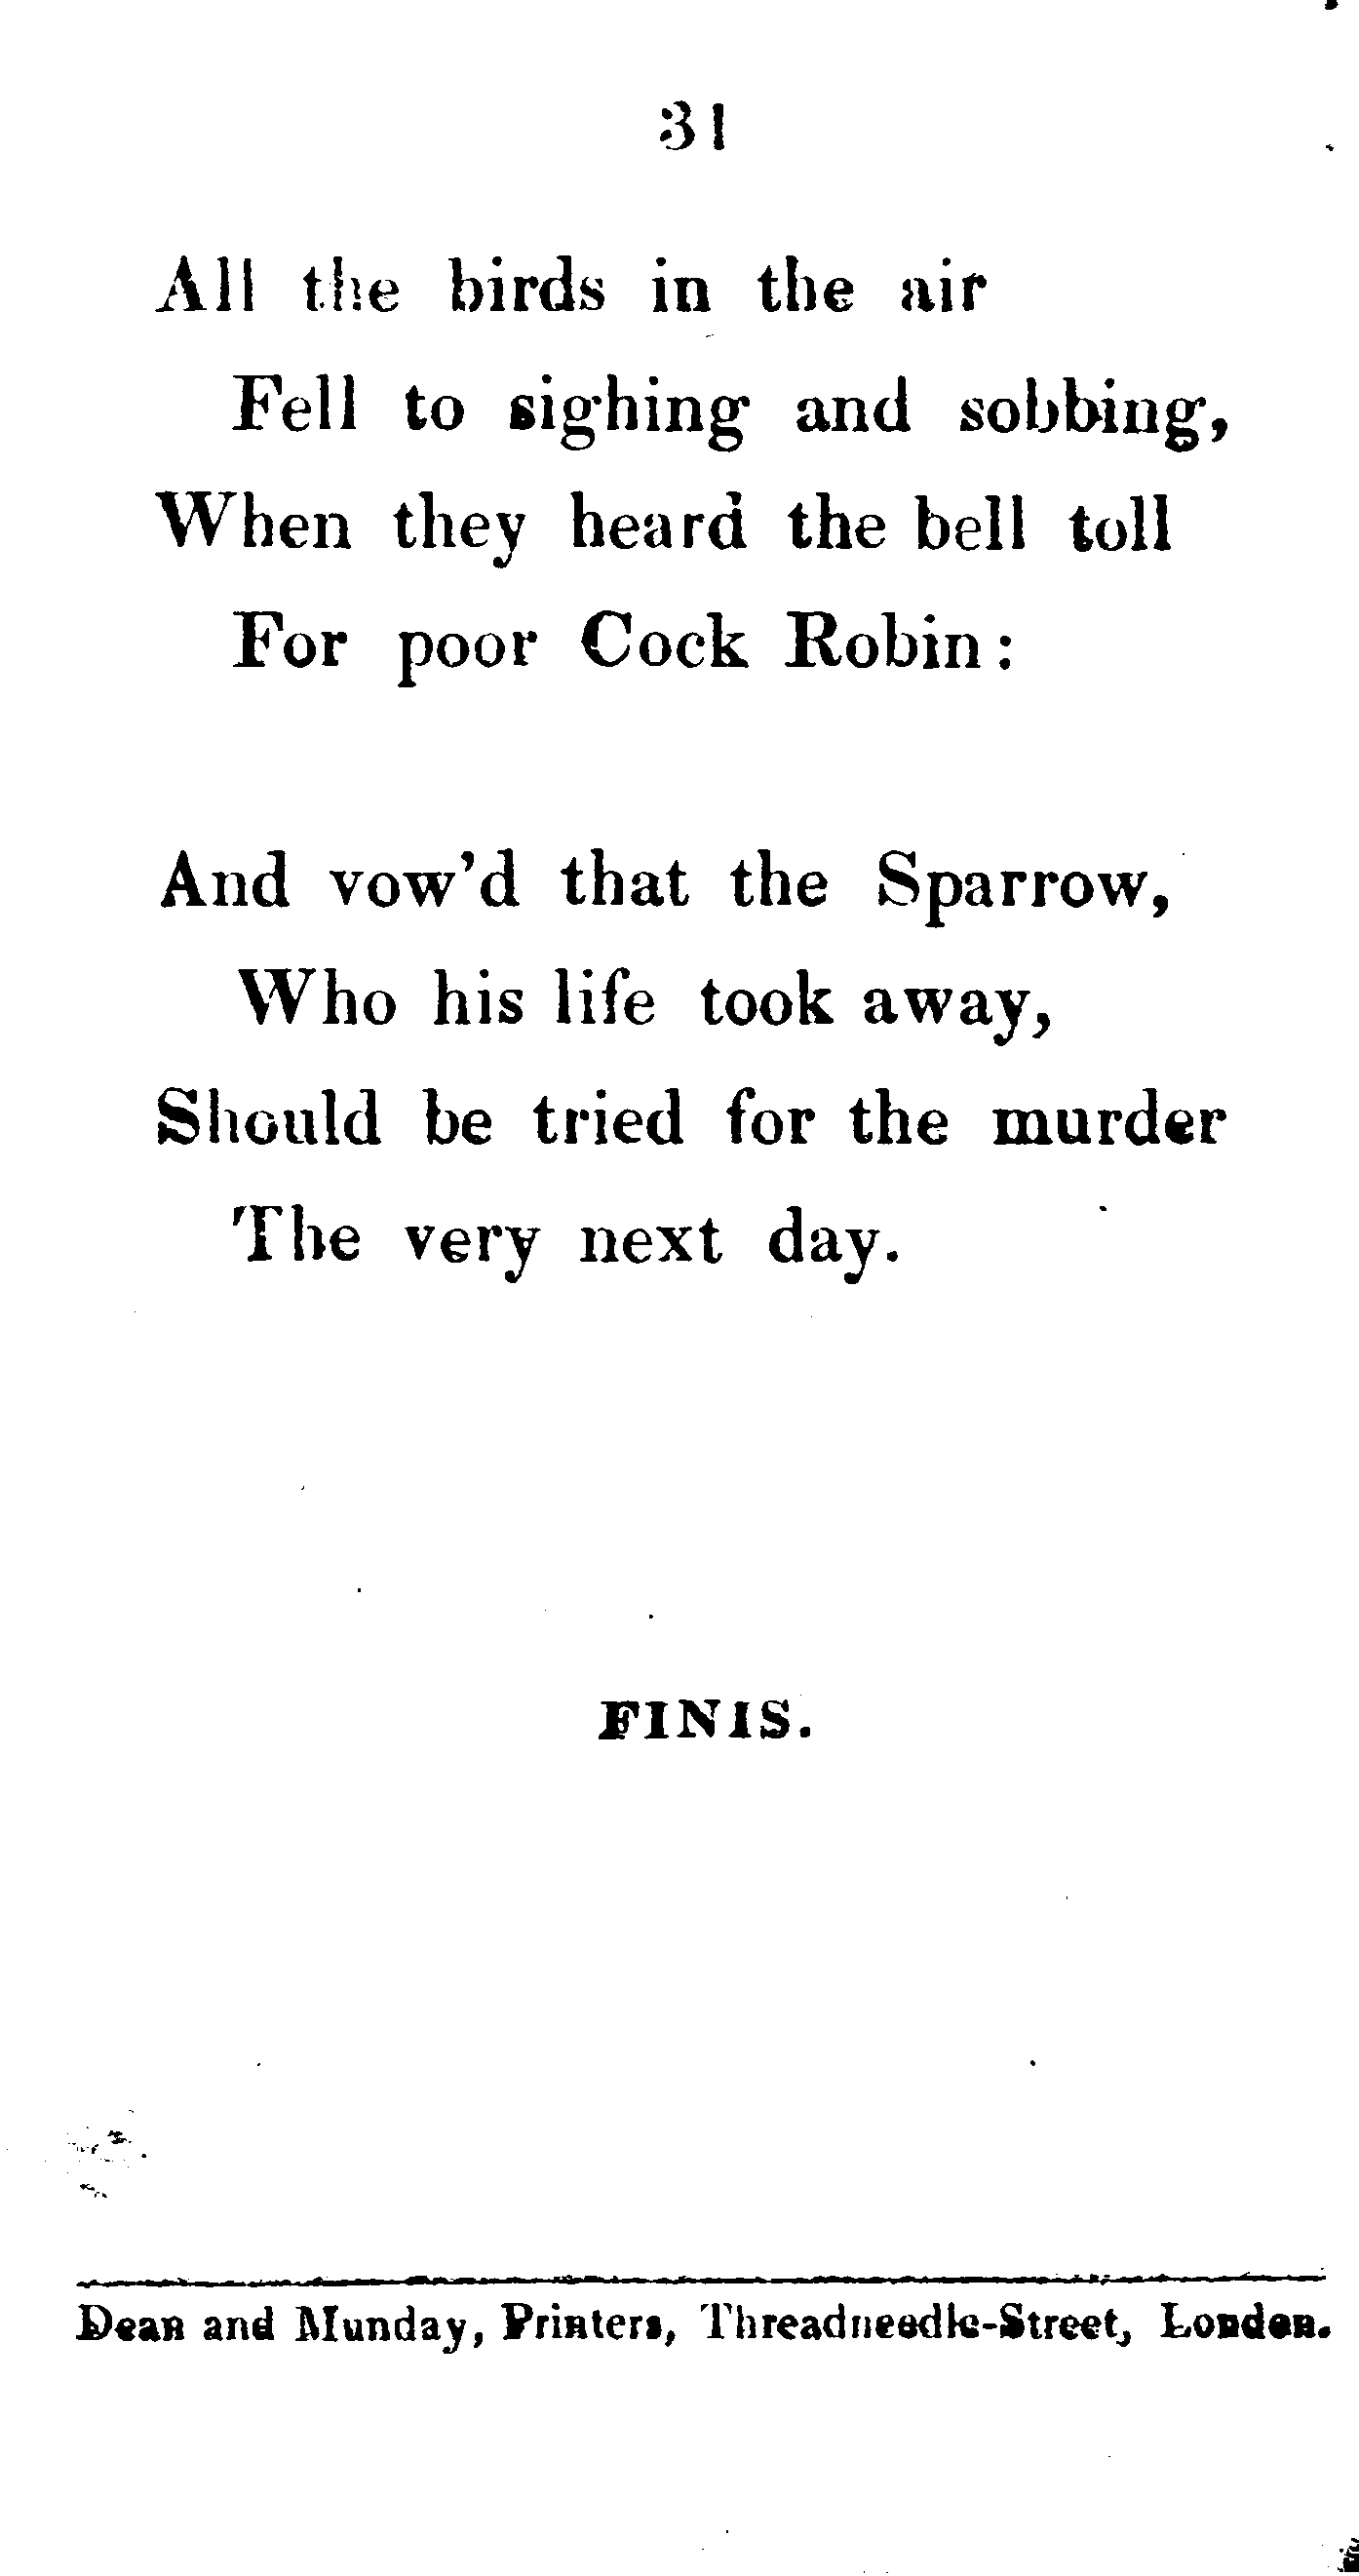 31
All the birds in the air
Fell to sighing and sobbing,
When they heard the bell toll
For poor Cock Robin:
And vow'd that the Sparrow,
Who his life took away,
Should be tried for the murder
The very next day.
FINIS.
Dean and Munday, Printers, Threadneedle-Street, London.